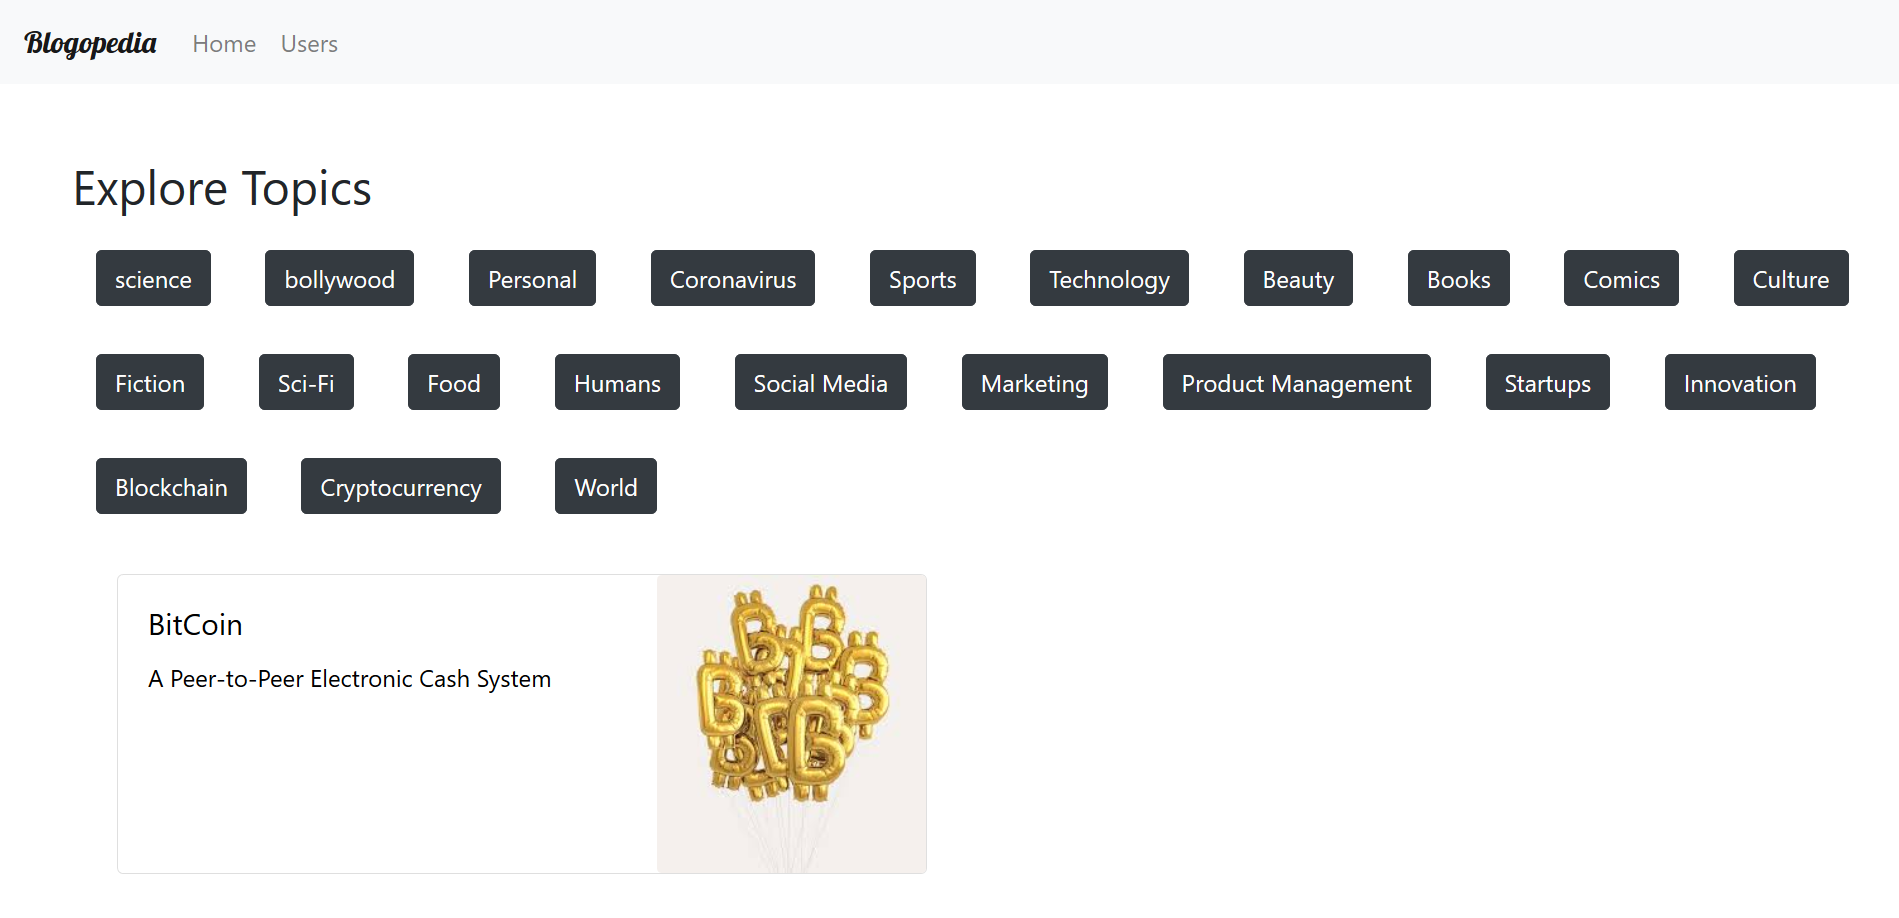 Blogopedia Home Users
Explore Topics
science bollywood Personal Coronavirus Sports Technology Beauty Books Comics Culture
Fiction Sci-Fi Food Humans Social Media Marketing Product Management Startups Innovation
Blockchain Cryptocurrency World
BitCoin
A Peer-to-Peer Electronic Cash System